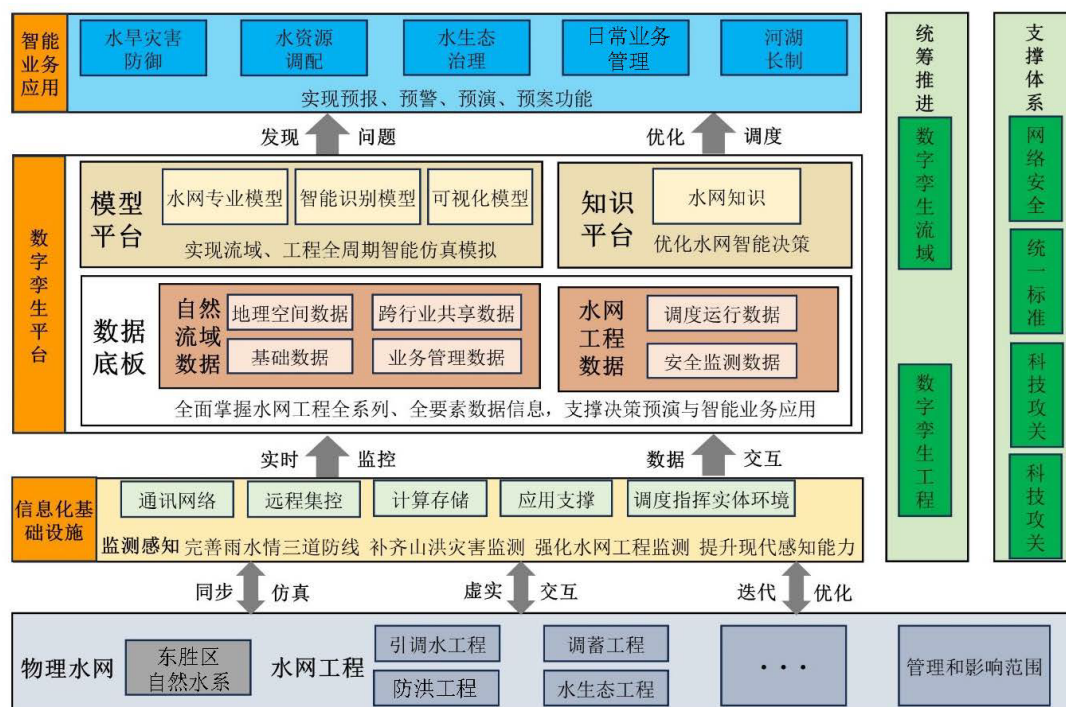 智能
业务
应用
水旱灾害
防御
水资源
调配
水生态
治理
日常业务
管理
河湖
长制
实现预报、预警、预演、预案功能
发现 问题
优化 调度
数字孪生平台
模型
平台
水网专业模型
智能识别模型
可视化模型
实现流域、工程全周期智能仿真模拟
知识
平台
水网知识
优化水网智能决策
数据
底板
自然
流域
数据
地理空间数据
跨行业共享数据
基础数据
业务管理数据
水网
工程
数据
调度运行数据
安全监测数据
全面掌握水网工程全系列、全要素数据信息，支撑决策预演与智能业务应用
实时 监控
数据 交互
信息化基
础设施
通讯网络
远程集控
计算存储
应用支撑
调度指挥实体环境
监测感知 完善雨水情三道防线 补齐山洪灾害监测 强化水网工程监测 提升现代感知能力
同步 仿真
虚实 交互
迭代 优化
物理水网
东胜区
自然水系
水网工程
引调水工程
调蓄工程
防洪工程
水生态工程
···
管理和影响范围
统筹推进
数字孪生流域
数字孪生工程
支撑体系
网络安全
统一标准
科技攻关
科技攻关